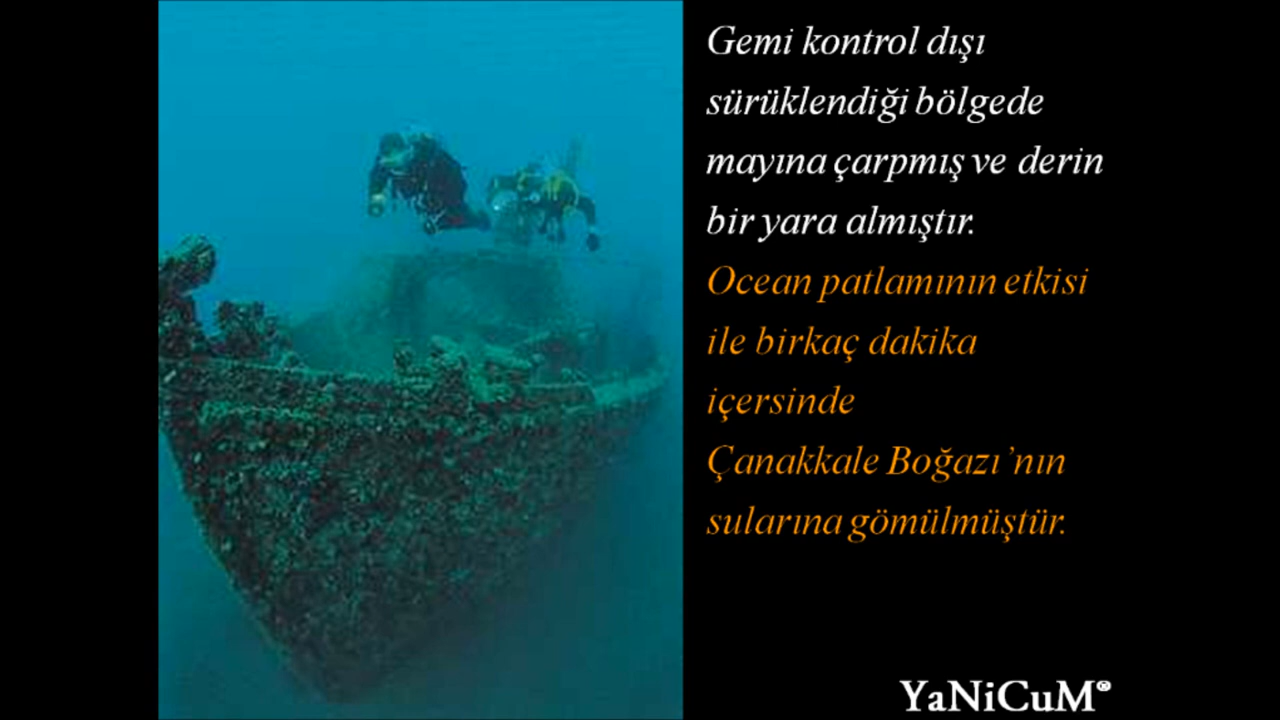 Gemi kontrol dışı
sürüklendiği bölgede
mayına çarpmış ve derin
bir yara almıştır.
Ocean patlamının etkisi
ile birkaç dakika
içersinde
Çanakkale Boğazı’nın
sularına gömülmüştür.
YaNiCuM®